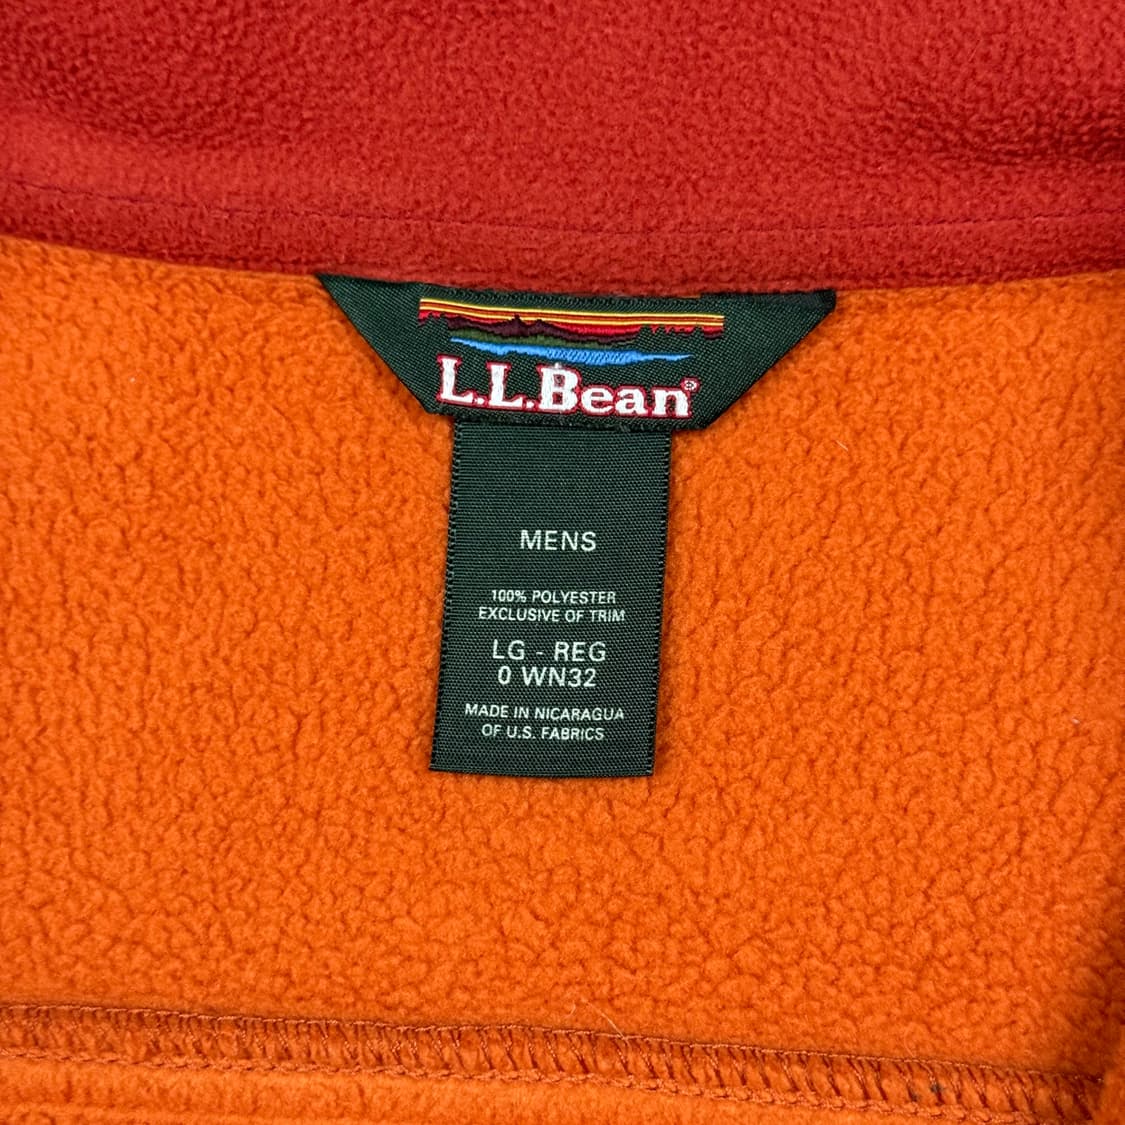 L.L.Bean®
MENS
100% POLYESTER
EXCLUSIVE OF TRIM
LG - REG
0 WN32
MADE IN NICARAGUA
OF U.S. FABRICS